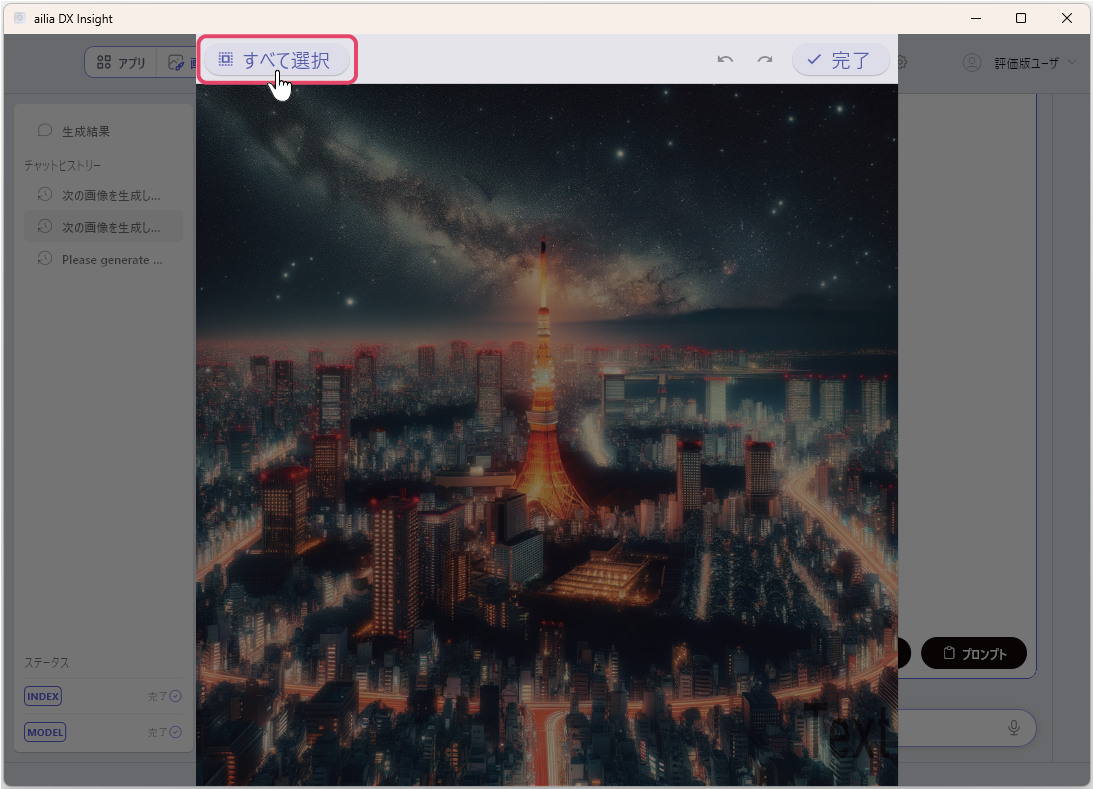 ailia DX Insight
すべて選択
完了
アプリ
評価版ユーザ
生成結果
チャットヒストリー
次の画像を生成し...
次の画像を生成し...
Please generate ...
ステータス
INDEX 完了
MODEL 完了
プロンプト
Text